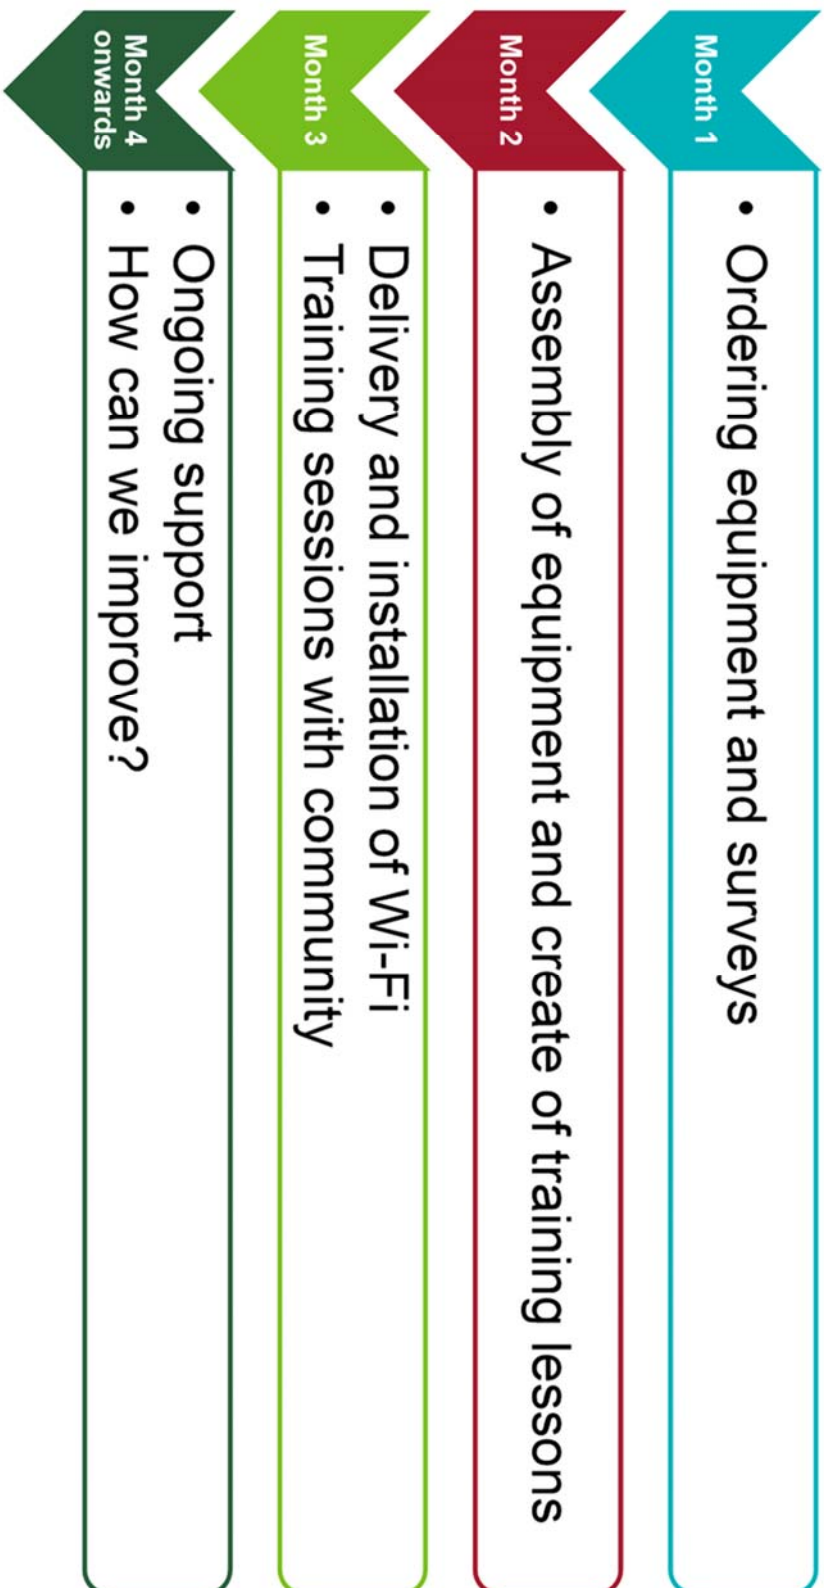 Month 1
• Ordering equipment and surveys
Month 2
• Assembly of equipment and create of training lessons
Month 3
• Delivery and installation of Wi-Fi
• Training sessions with community
Month 4
onwards
• Ongoing support
• How can we improve?